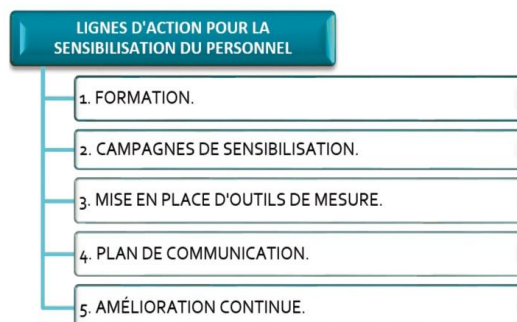 LIGNES D'ACTION POUR LA
SENSIBILISATION DU PERSONNEL
1. FORMATION.
2. CAMPAGNES DE SENSIBILISATION.
3. MISE EN PLACE D'OUTILS DE MESURE.
4. PLAN DE COMMUNICATION.
5. AMÉLIORATION CONTINUE.